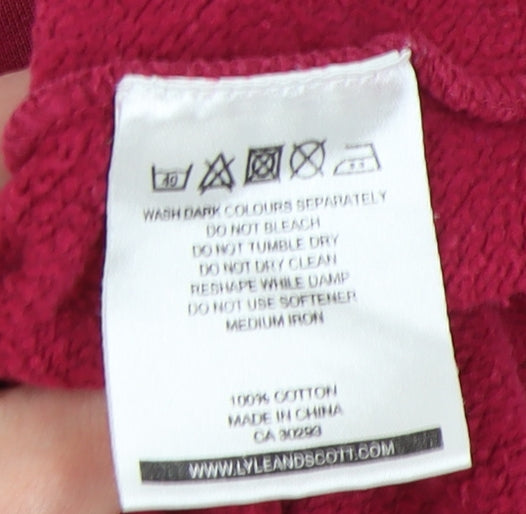 40
WASH DARK COLOURS SEPARATELY
DO NOT BLEACH
DO NOT TUMBLE DRY
DO NOT DRY CLEAN
RESHAPE WHILE DAMP
DO NOT USE SOFTENER
MEDIUM IRON
100% COTTON
MADE IN CHINA
CA 30293
WWW.LYLEANDSCOTT.COM